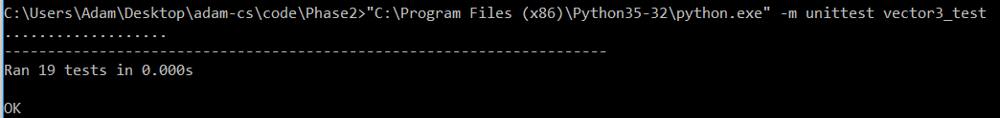 C:\Users\Adam\Desktop\adam-cs\code\Phase2>"C:\Program Files (x86)\Python35-32\python.exe" -m unittest vector3_test
...................
----------------------------------------------------------------------
Ran 19 tests in 0.000s
OK